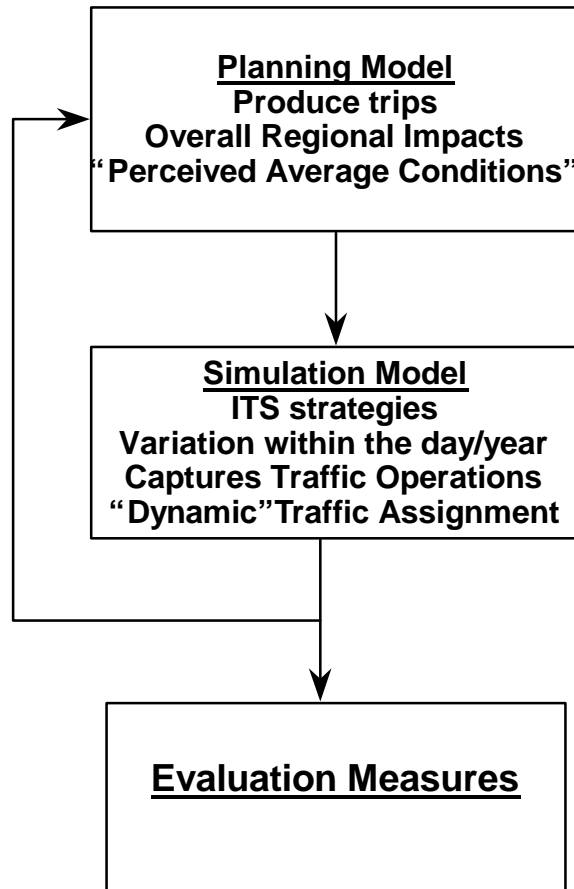 Planning Model
Produce trips
Overall Regional Impacts
“Perceived Average Conditions”
Simulation Model
ITS strategies
Variation within the day/year
Captures Traffic Operations
“Dynamic”Traffic Assignment
Evaluation Measures